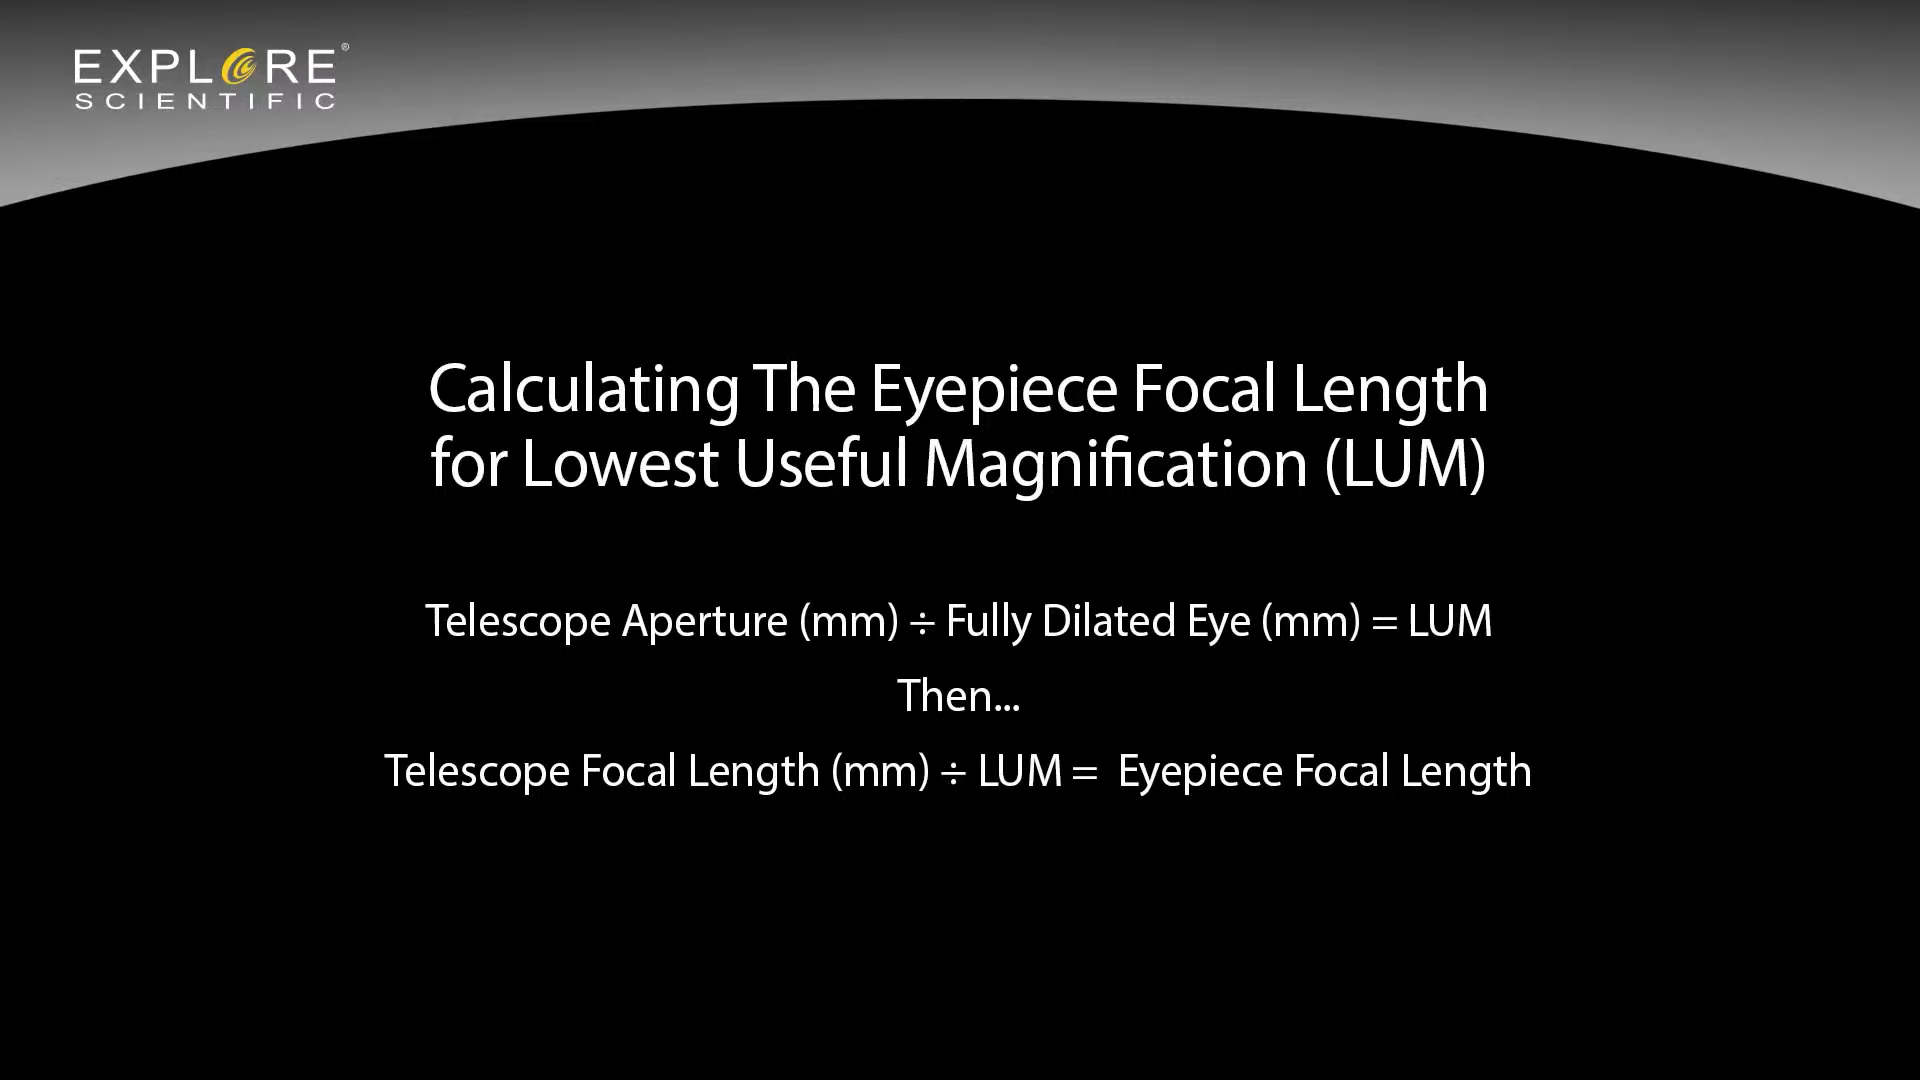 EXPLORE®
SCIENTIFIC
Calculating The Eyepiece Focal Length
for Lowest Useful Magnification (LUM)
Telescope Aperture (mm) ÷ Fully Dilated Eye (mm) = LUM
Then...
Telescope Focal Length (mm) ÷ LUM = Eyepiece Focal Length